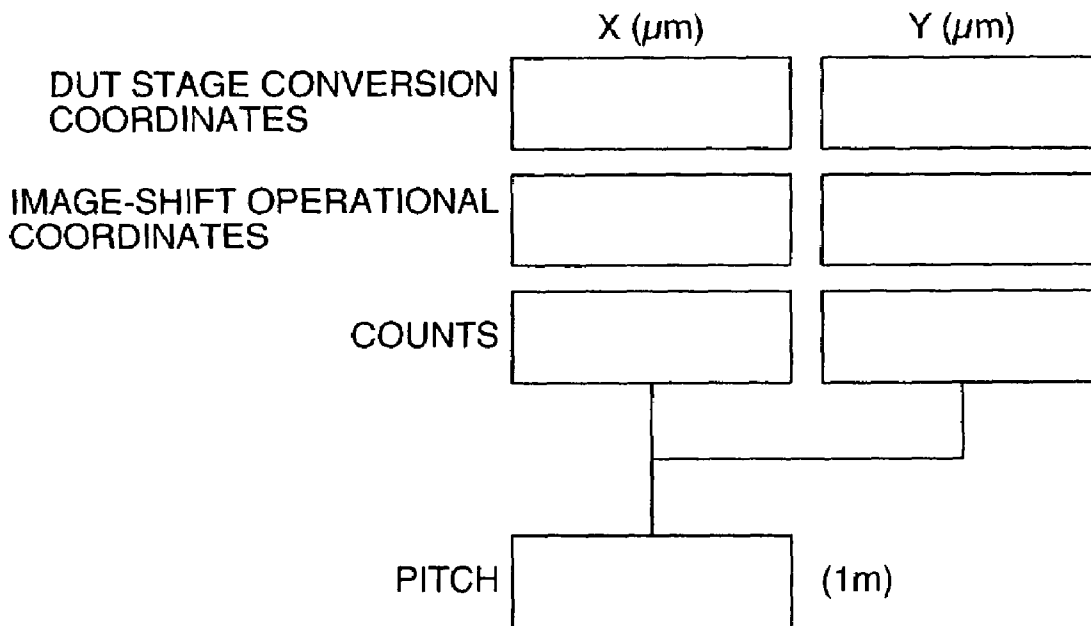 X (µm) Y (µm)
DUT STAGE CONVERSION
COORDINATES
IMAGE-SHIFT OPERATIONAL
COORDINATES
COUNTS
PITCH (1m)